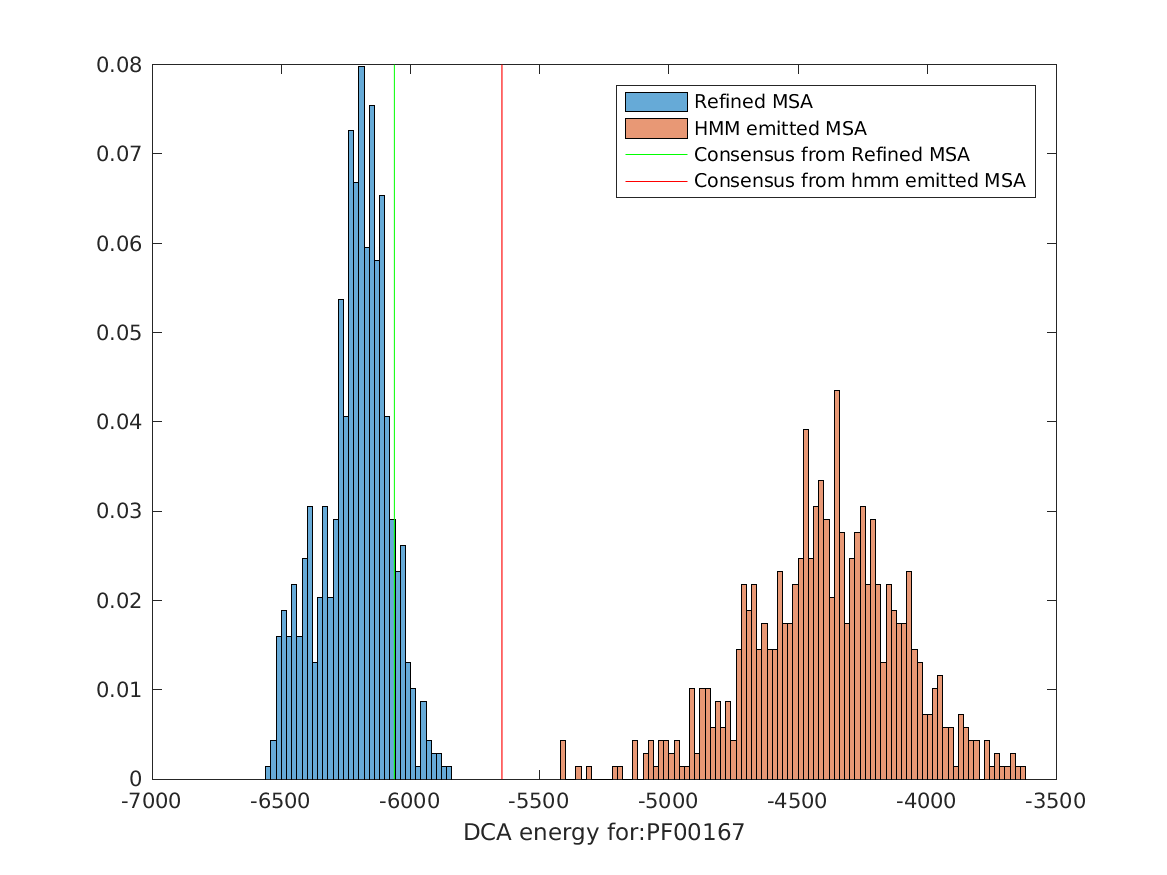 0.08
0.07
0.06
0.05
0.04
0.03
0.02
0.01
0
Refined MSA
HMM emitted MSA
Consensus from Refined MSA
Consensus from hmm emitted MSA
-7000 -6500 -6000 -5500 -5000 -4500 -4000 -3500
DCA energy for:PF00167